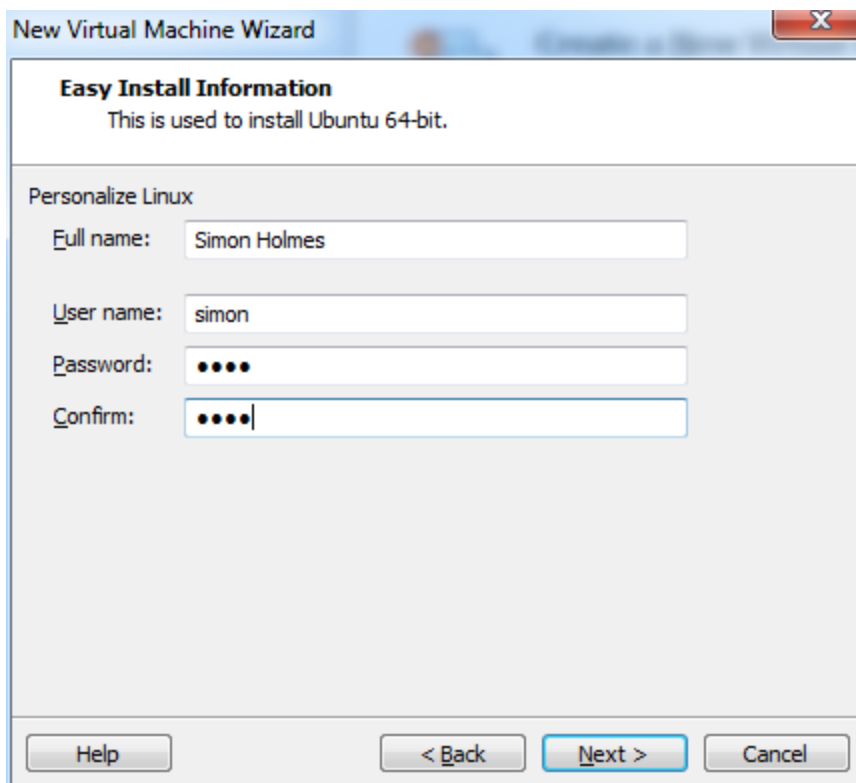 New Virtual Machine Wizard
Easy Install Information
This is used to install Ubuntu 64-bit.
Personalize Linux
Full name: Simon Holmes
User name: simon
Password: ●●●●
Confirm: ●●●●
Help < Back Next > Cancel